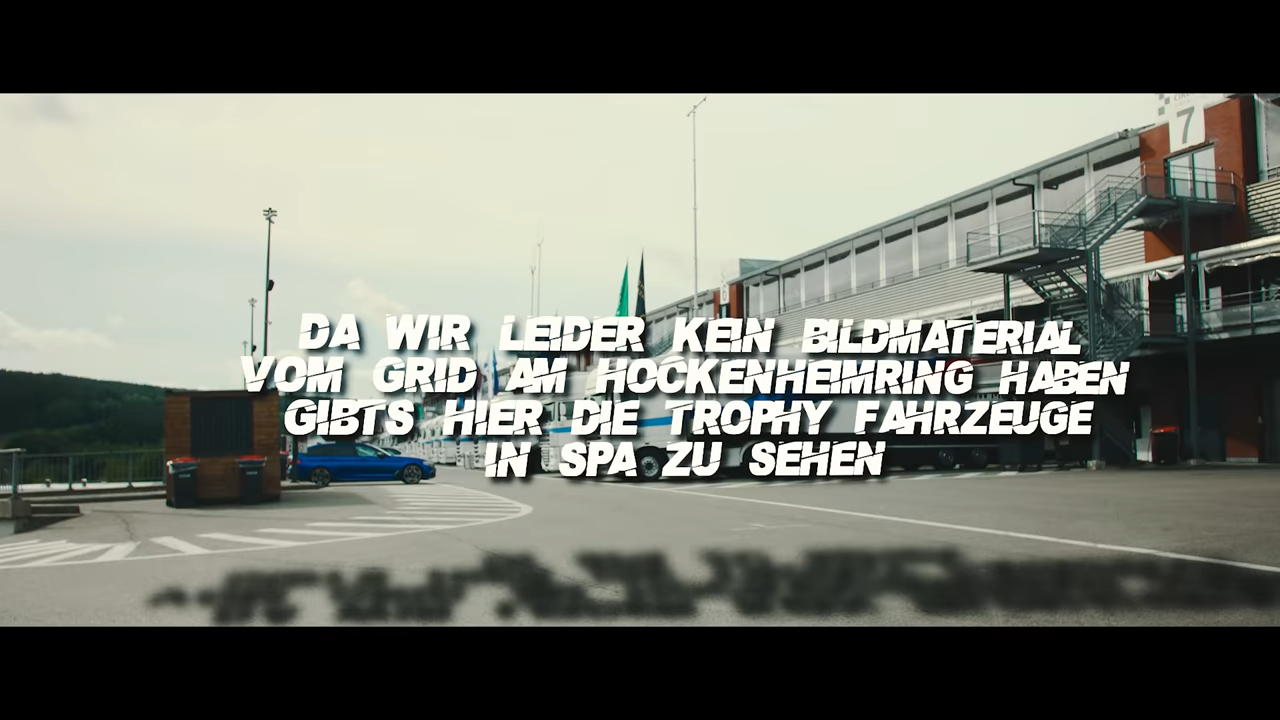 7
DA WIR LEIDER KEIN BILDMATERIAL
VOM GRID AM HOCKENHEIMRING HABEN
GIBTS HIER DIE TROPHY FAHRZEUGE
IN SPA ZU SEHEN